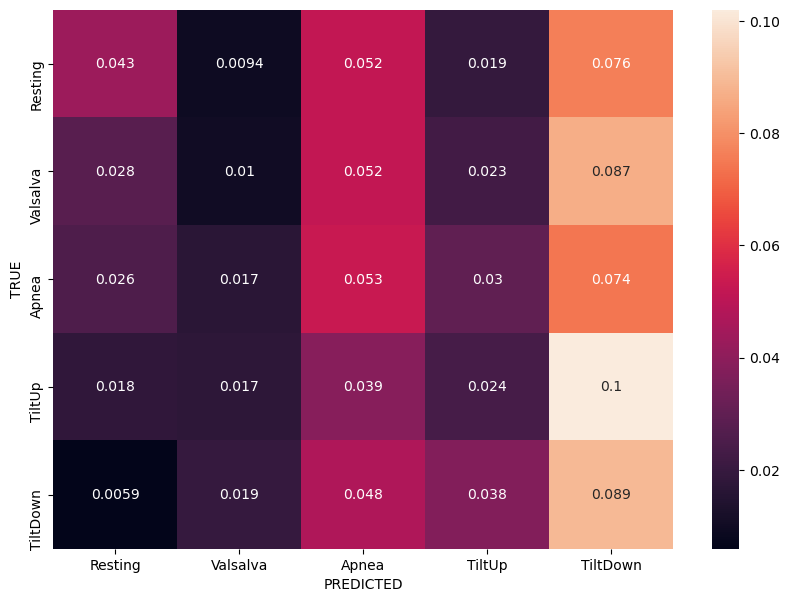 TRUE
Resting 0.043 0.0094 0.052 0.019 0.076
Valsalva 0.028 0.01 0.052 0.023 0.087
Apnea 0.026 0.017 0.053 0.03 0.074
TiltUp 0.018 0.017 0.039 0.024 0.1
TiltDown 0.0059 0.019 0.048 0.038 0.089
Resting Valsalva Apnea TiltUp TiltDown
PREDICTED
0.10
0.08
0.06
0.04
0.02